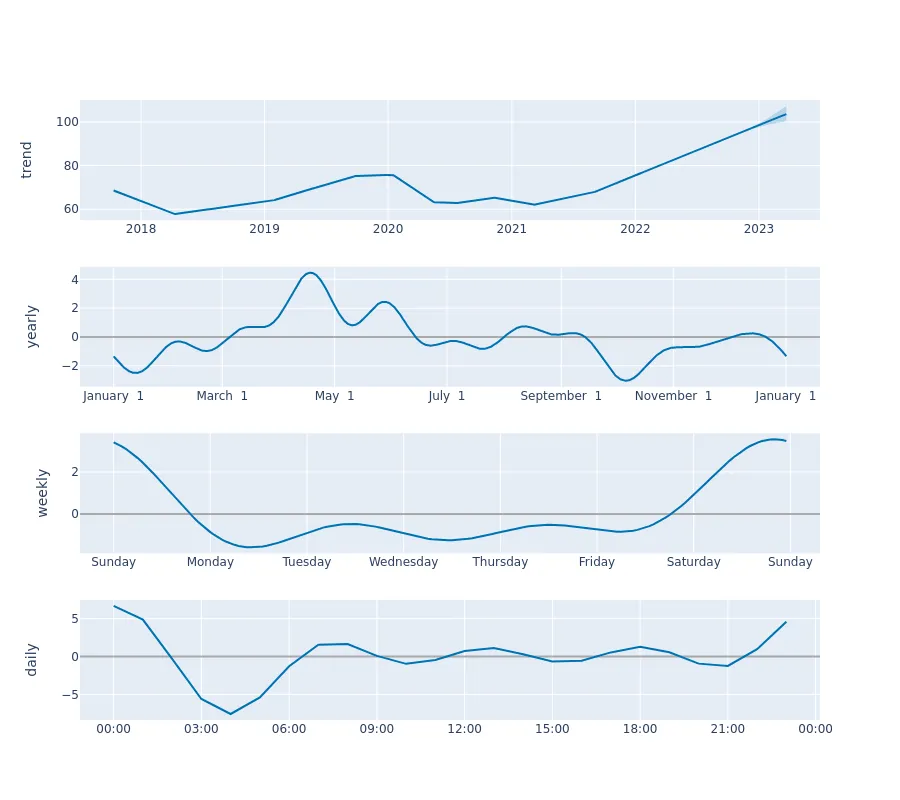 trend
100
80
60
2018 2019 2020 2021 2022 2023
yearly
4
2
0
−2
January 1 March 1 May 1 July 1 September 1 November 1 January 1
weekly
2
0
Sunday Monday Tuesday Wednesday Thursday Friday Saturday Sunday
daily
5
0
−5
00:00 03:00 06:00 09:00 12:00 15:00 18:00 21:00 00:00